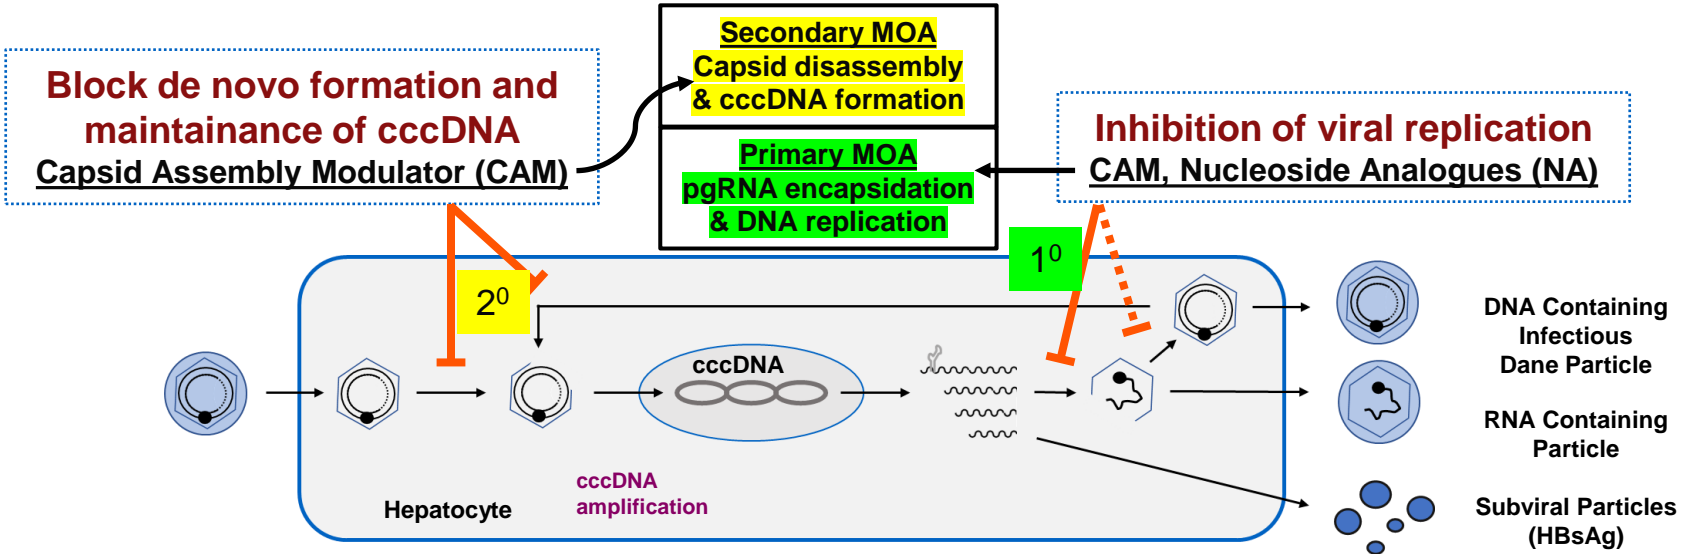 Secondary MOA
Capsid disassembly
& cccDNA formation
Block de novo formation and
maintainance of cccDNA
Capsid Assembly Modulator (CAM)
Primary MOA
pgRNA encapsidation
& DNA replication
Inhibition of viral replication
CAM, Nucleoside Analogues (NA)
2⁰
1⁰
cccDNA
DNA Containing
Infectious
Dane Particle
RNA Containing
Particle
cccDNA
amplification
Hepatocyte
Subviral Particles
(HBsAg)